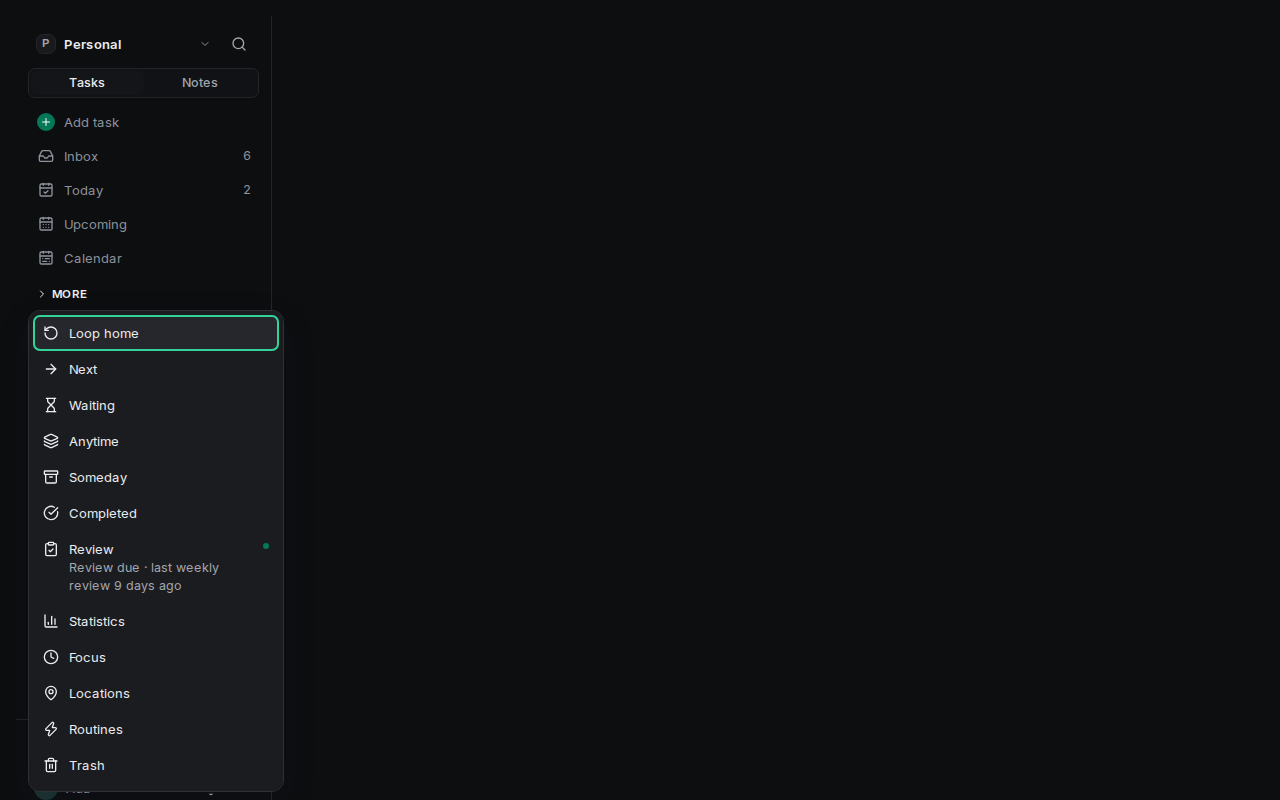 P Personal
Tasks Notes
Add task
Inbox 6
Today 2
Upcoming
Calendar
MORE
Loop home
Next
Waiting
Anytime
Someday
Completed
Review
Review due · last weekly
review 9 days ago
Statistics
Focus
Locations
Routines
Trash